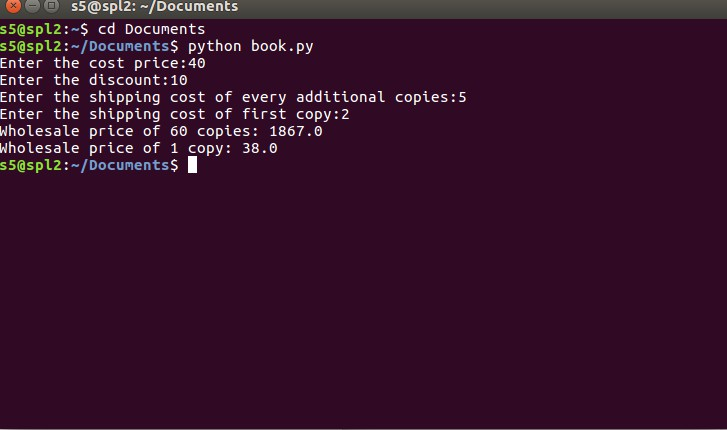 s5@spl2: ~/Documents
s5@spl2:~$ cd Documents
s5@spl2:~/Documents$ python book.py
Enter the cost price:40
Enter the discount:10
Enter the shipping cost of every additional copies:5
Enter the shipping cost of first copy:2
Wholesale price of 60 copies: 1867.0
Wholesale price of 1 copy: 38.0
s5@spl2:~/Documents$